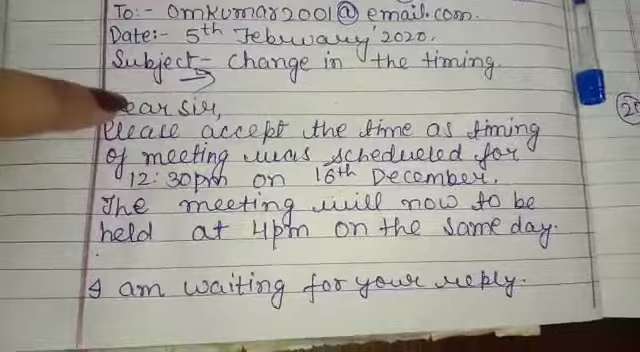 To:- omkumar2001@email.com.
Date:- 5th February' 2020.
Subject- Change in the timing.
ear sir,
Please accept the time as timing
of meeting was scheduled for
12:30pm on 16th December.
The meeting will now to be
held at 4pm on the same day.
I am waiting for your reply.